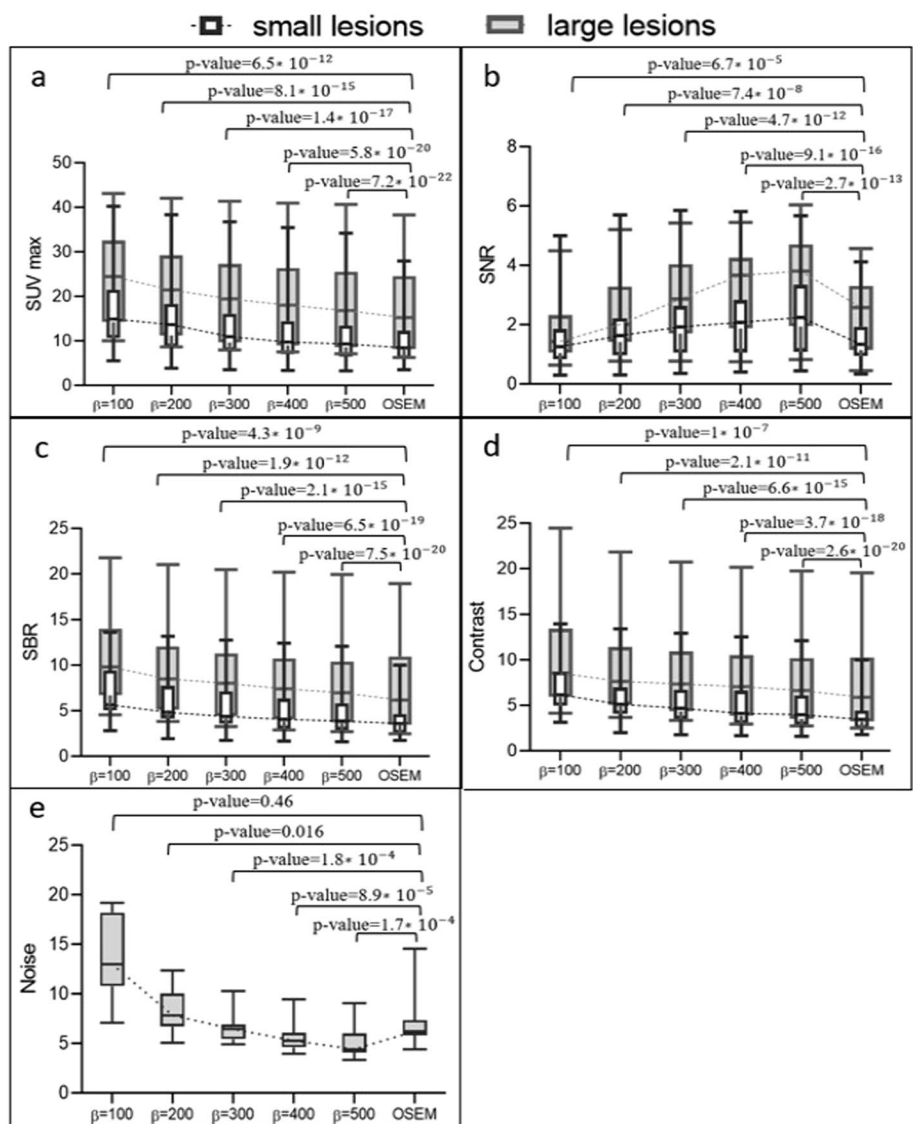 small lesions large lesions
a
p-value=6.5* 10⁻¹²
p-value=8.1* 10⁻¹⁵
p-value=1.4* 10⁻¹⁷
p-value=5.8* 10⁻²⁰
p-value=7.2* 10⁻²²
SUV max
50
40
30
20
10
0
β=100 β=200 β=300 β=400 β=500 OSEM
b
p-value=6.7* 10⁻⁵
p-value=7.4* 10⁻⁸
p-value=4.7* 10⁻¹²
p-value=9.1* 10⁻¹⁶
p-value=2.7* 10⁻¹³
SNR
8
6
4
2
0
β=100 β=200 β=300 β=400 β=500 OSEM
c
p-value=4.3* 10⁻⁹
p-value=1.9* 10⁻¹²
p-value=2.1* 10⁻¹⁵
p-value=6.5* 10⁻¹⁹
p-value=7.5* 10⁻²⁰
SBR
25
20
15
10
5
0
β=100 β=200 β=300 β=400 β=500 OSEM
d
p-value=1* 10⁻⁷
p-value=2.1* 10⁻¹¹
p-value=6.6* 10⁻¹⁵
p-value=3.7* 10⁻¹⁸
p-value=2.6* 10⁻²⁰
Contrast
25
20
15
10
5
0
β=100 β=200 β=300 β=400 β=500 OSEM
e
p-value=0.46
p-value=0.016
p-value=1.8* 10⁻⁴
p-value=8.9* 10⁻⁵
p-value=1.7* 10⁻⁴
Noise
25
20
15
10
5
0
β=100 β=200 β=300 β=400 β=500 OSEM